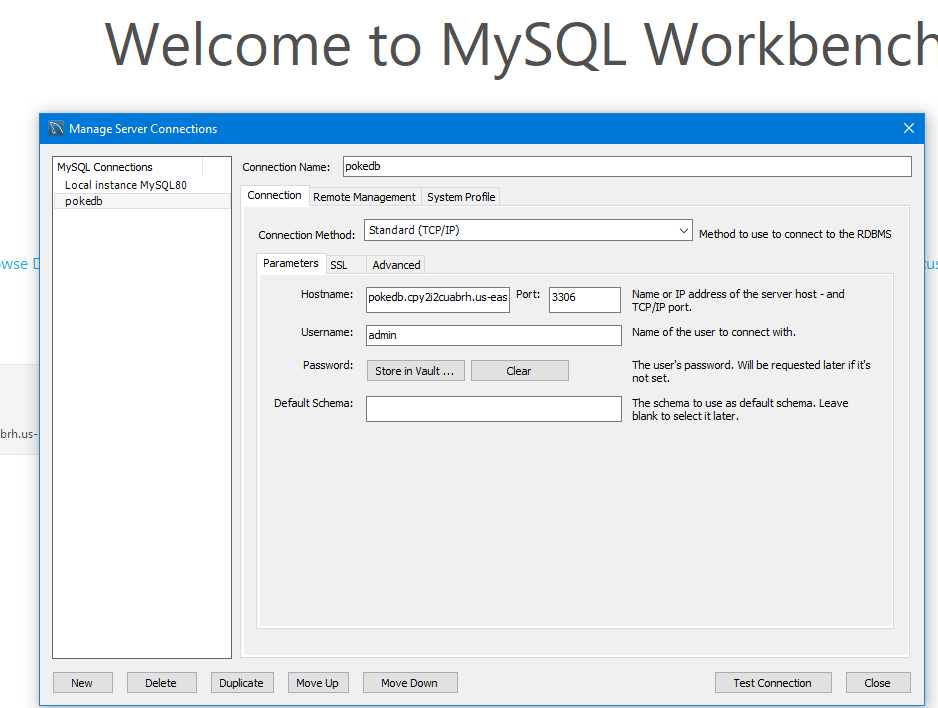 Welcome to MySQL Workbench
Manage Server Connections
MySQL Connections
Local instance MySQL80
pokedb
Connection Name: pokedb
Connection Remote Management System Profile
Connection Method: Standard (TCP/IP) Method to use to connect to the RDBMS
Parameters SSL Advanced
Hostname: pokedb.cpy2i2cuabrh.us-eas Port: 3306 Name or IP address of the server host - and
TCP/IP port.
Username: admin Name of the user to connect with.
Password: Store in Vault ... Clear The user's password. Will be requested later if it's
not set.
Default Schema: The schema to use as default schema. Leave
blank to select it later.
owse D
brh.us-
New Delete Duplicate Move Up Move Down Test Connection Close